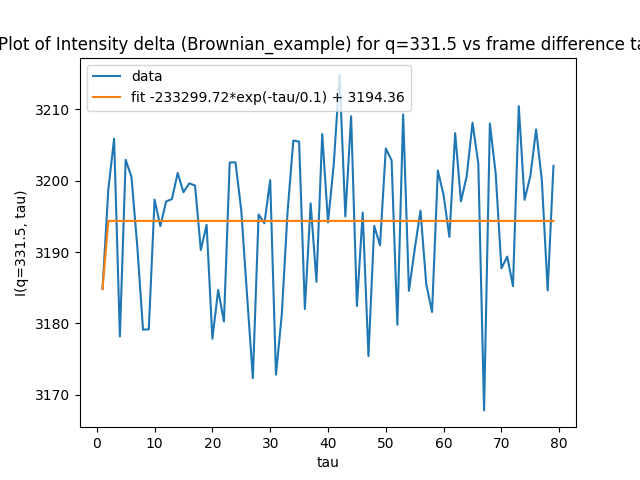 Plot of Intensity delta (Brownian_example) for q=331.5 vs frame difference
data
fit -233299.72*exp(-tau/0.1) + 3194.36
I(q=331.5, tau)
3210
3200
3190
3180
3170
0 10 20 30 40 50 60 70 80
tau